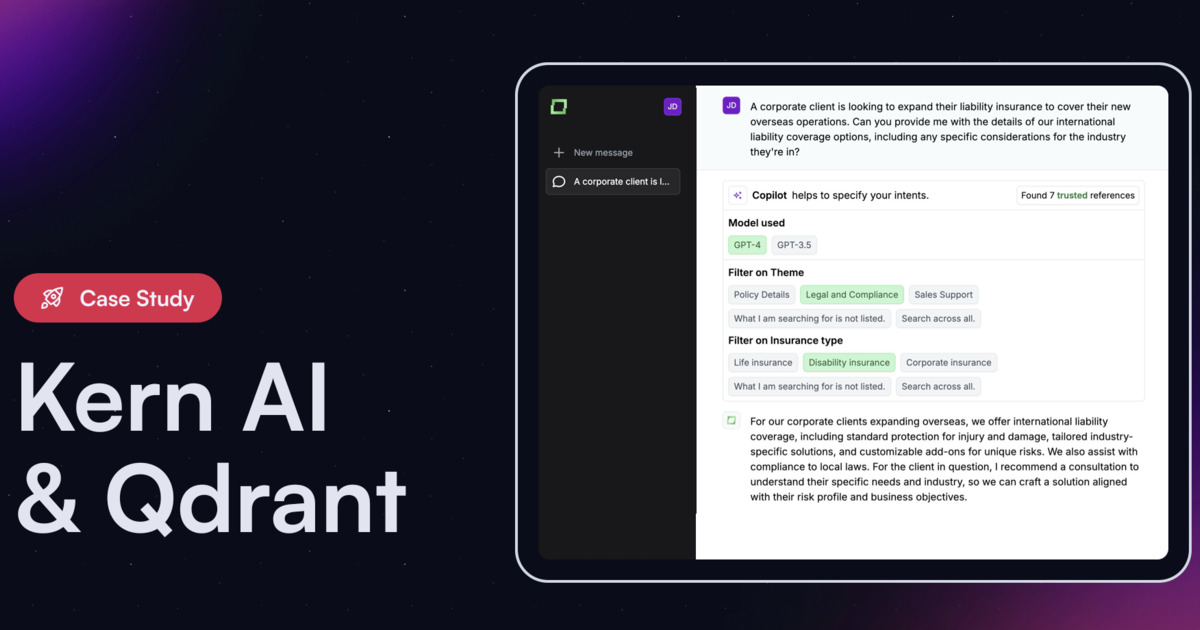 Case Study
Kern AI
& Qdrant
JD
New message
A corporate client is l...
JD
A corporate client is looking to expand their liability insurance to cover their new
overseas operations. Can you provide me with the details of our international
liability coverage options, including any specific considerations for the industry
they're in?
Copilot helps to specify your intents.
Found 7 trusted references
Model used
GPT-4 GPT-3.5
Filter on Theme
Policy Details Legal and Compliance Sales Support
What I am searching for is not listed. Search across all.
Filter on Insurance type
Life insurance Disability insurance Corporate insurance
What I am searching for is not listed. Search across all.
For our corporate clients expanding overseas, we offer international liability
coverage, including standard protection for injury and damage, tailored industry-
specific solutions, and customizable add-ons for unique risks. We also assist with
compliance to local laws. For the client in question, I recommend a consultation to
understand their specific needs and industry, so we can craft a solution aligned
with their risk profile and business objectives.